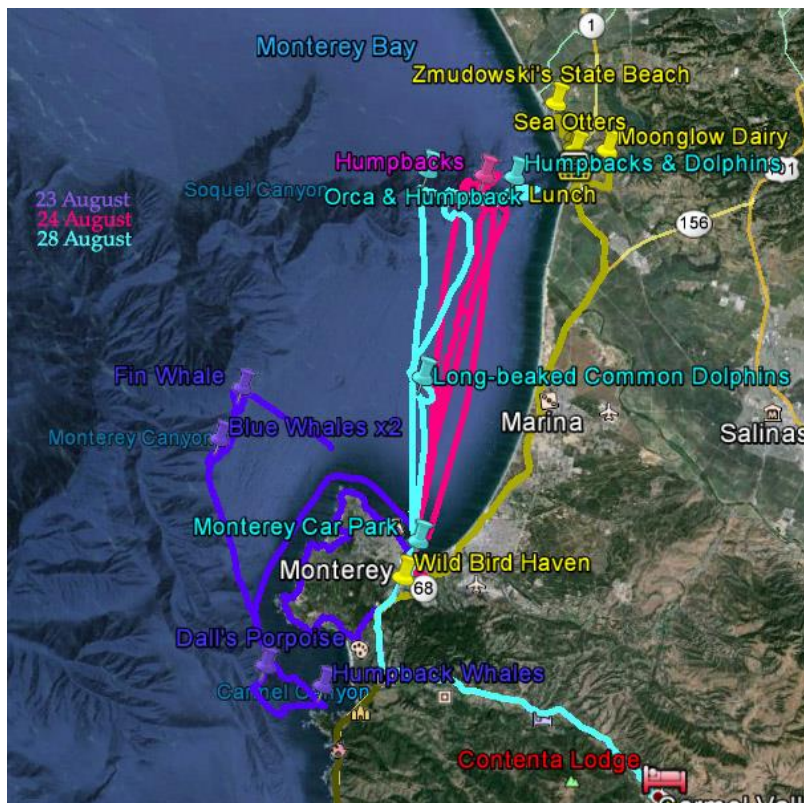 1
Monterey Bay
Zmudowski's State Beach
Sea Otters
Moonglow Dairy
Humpbacks
Humpbacks & Dolphins
101
Soquel Canyon
Orca & Humpback
Lunch
23 August
24 August
28 August
156
Fin Whale
Long-beaked Common Dolphins
Blue Whales x2
Marina
Monterey Canyon
Salinas
Monterey Car Park
Wild Bird Haven
Monterey
68
Dall's Porpoise
Humpback Whales
Carmel Canyon
Contenta Lodge